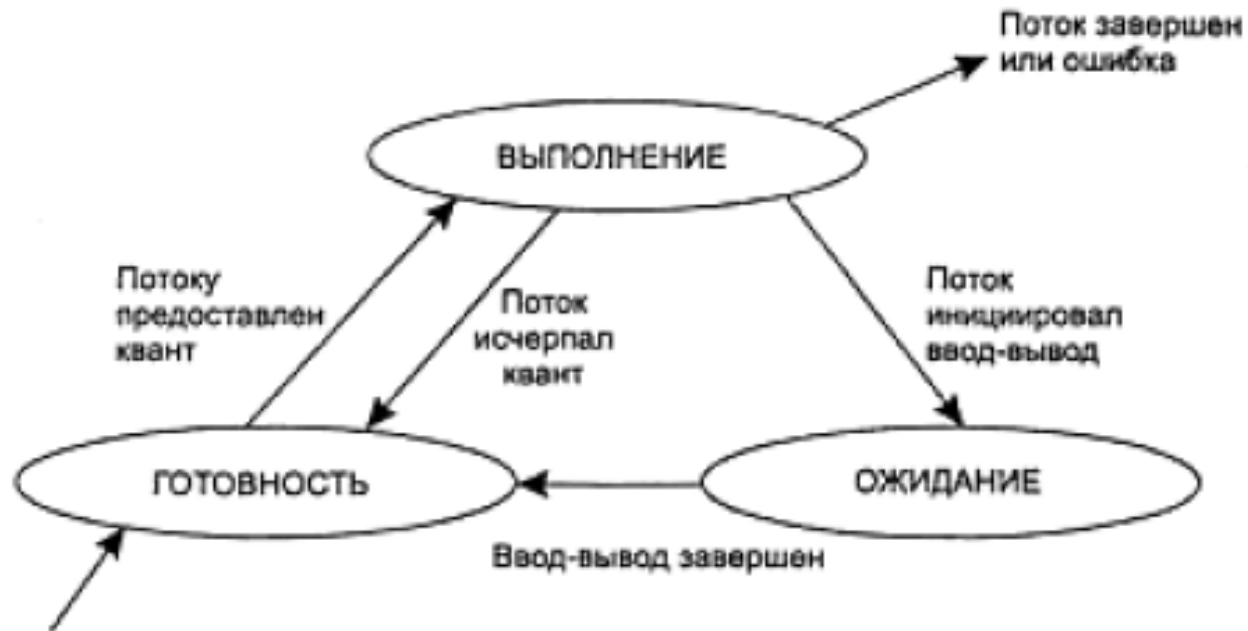 Поток завершен
или ошибка
ВЫПОЛНЕНИЕ
Потоку
предоставлен
квант
Поток
исчерпал
квант
Поток
инициировал
ввод-вывод
ГОТОВНОСТЬ
ОЖИДАНИЕ
Ввод-вывод завершен